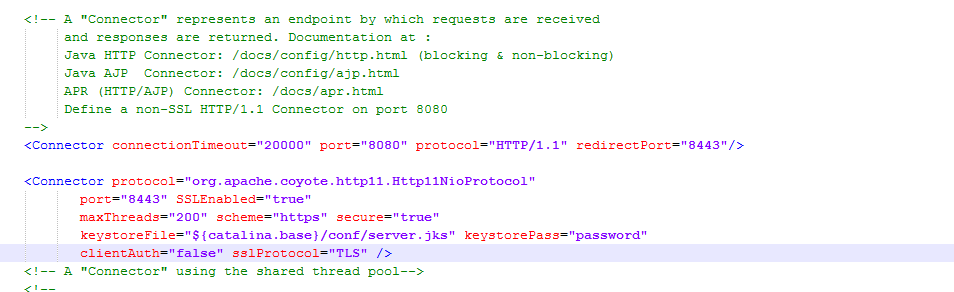 <!-- A "Connector" represents an endpoint by which requests are received
and responses are returned. Documentation at :
Java HTTP Connector: /docs/config/http.html (blocking & non-blocking)
Java AJP  Connector: /docs/config/ajp.html
APR (HTTP/AJP) Connector: /docs/apr.html
Define a non-SSL HTTP/1.1 Connector on port 8080
-->
<Connector connectionTimeout="20000" port="8080" protocol="HTTP/1.1" redirectPort="8443"/>
<Connector protocol="org.apache.coyote.http11.Http11NioProtocol"
port="8443" SSLEnabled="true"
maxThreads="200" scheme="https" secure="true"
keystoreFile="${catalina.base}/conf/server.jks" keystorePass="password"
clientAuth="false" sslProtocol="TLS" />
<!-- A "Connector" using the shared thread pool-->
<!--